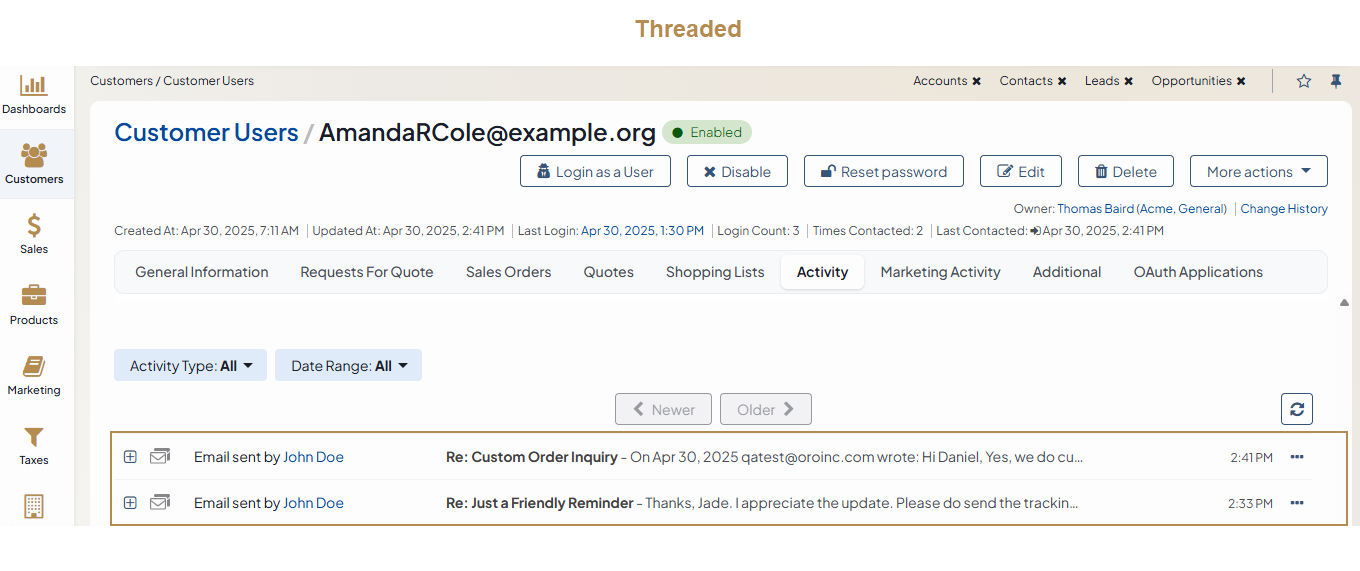 Threaded
Customers / Customer Users
Accounts ✖ Contacts ✖ Leads ✖ Opportunities ✖
Dashboards
Customers
Sales
Products
Marketing
Taxes
Customer Users / AmandaRCole@example.org Enabled
Login as a User Disable Reset password Edit Delete More actions
Owner: Thomas Baird (Acme, General) | Change History
Created At: Apr 30, 2025, 7:11 AM | Updated At: Apr 30, 2025, 2:41 PM | Last Login: Apr 30, 2025, 1:30 PM | Login Count: 3 | Times Contacted: 2 | Last Contacted: Apr 30, 2025, 2:41 PM
General Information Requests For Quote Sales Orders Quotes Shopping Lists Activity Marketing Activity Additional OAuth Applications
Activity Type: All Date Range: All
Newer Older
Email sent by John Doe Re: Custom Order Inquiry - On Apr 30, 2025 qatest@oroinc.com wrote: Hi Daniel, Yes, we do cu... 2:41 PM
Email sent by John Doe Re: Just a Friendly Reminder - Thanks, Jade. I appreciate the update. Please do send the trackin... 2:33 PM